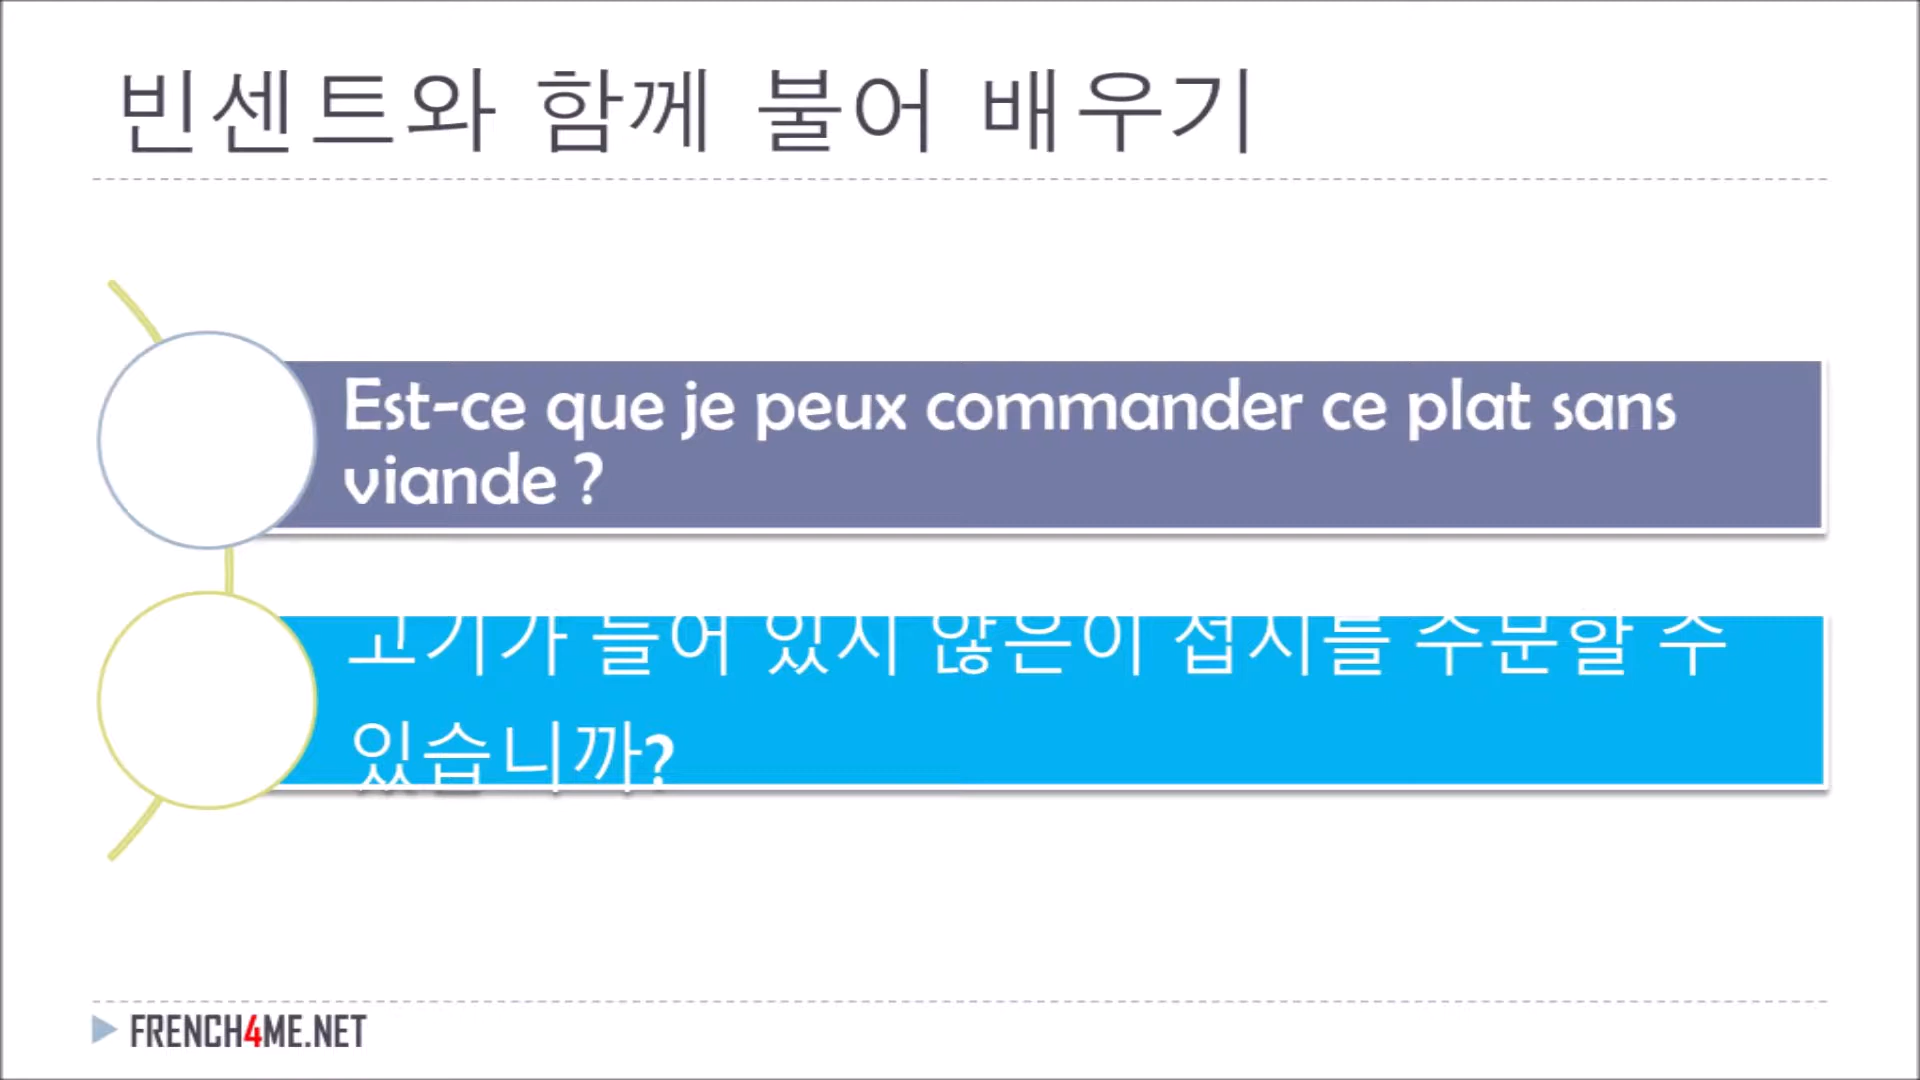 빈센트와 함께 불어 배우기
Est-ce que je peux commander ce plat sans
viande ?
고기가 들어 있지 않은이 접시를 주문할 수
있습니까?
FRENCH4ME.NET